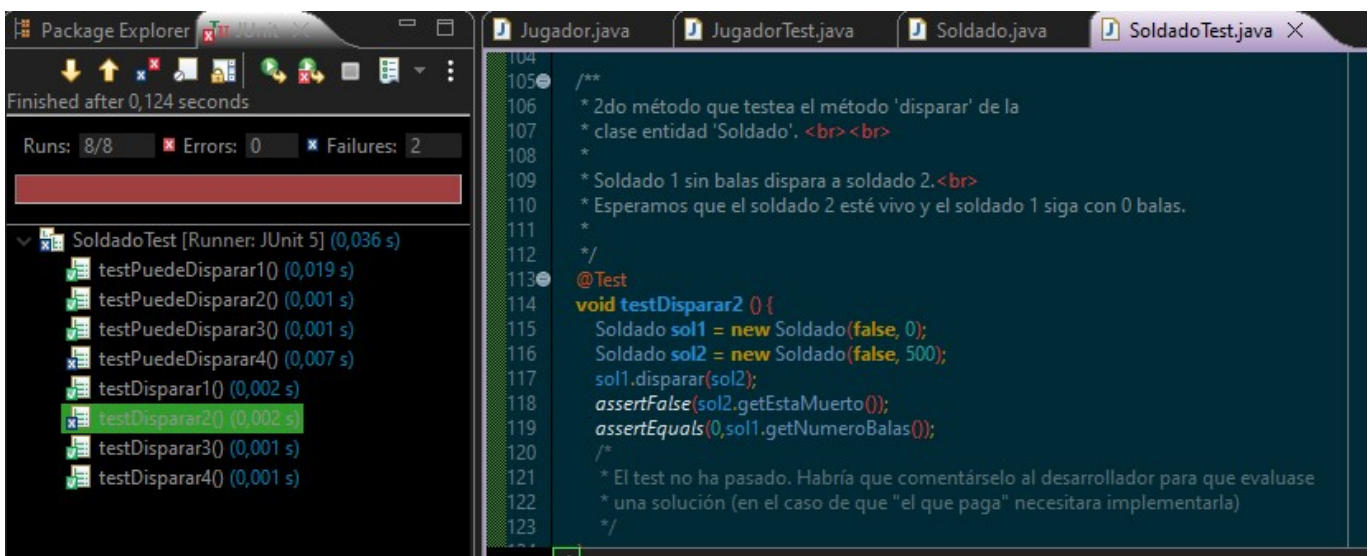 Package Explorer
JUnit
Finished after 0,124 seconds
Runs: 8/8 Errors: 0 Failures: 2
SoldadoTest [Runner: JUnit 5] (0,036 s)
testPuedeDisparar1() (0,019 s)
testPuedeDisparar2() (0,001 s)
testPuedeDisparar3() (0,001 s)
testPuedeDisparar4() (0,007 s)
testDisparar1() (0,002 s)
testDisparar2() (0,002 s)
testDisparar3() (0,001 s)
testDisparar4() (0,001 s)
Jugador.java JugadorTest.java Soldado.java SoldadoTest.java
104
105 /**
106 * 2do método que testea el método 'disparar' de la
107 * clase entidad 'Soldado'. <br><br>
108 *
109 * Soldado 1 sin balas dispara a soldado 2.<br>
110 * Esperamos que el soldado 2 esté vivo y el soldado 1 siga con 0 balas.
111 *
112 */
113 @Test
114 void testDisparar2 () {
115 Soldado sol1 = new Soldado(false, 0);
116 Soldado sol2 = new Soldado(false, 500);
117 sol1.disparar(sol2);
118 assertFalse(sol2.getEstaMuerto());
119 assertEquals(0,sol1.getNumeroBalas());
120 /*
121 * El test no ha pasado. Habría que comentárselo al desarrollador para que evaluase
122 * una solución (en el caso de que "el que paga" necesitara implementarla)
123 */